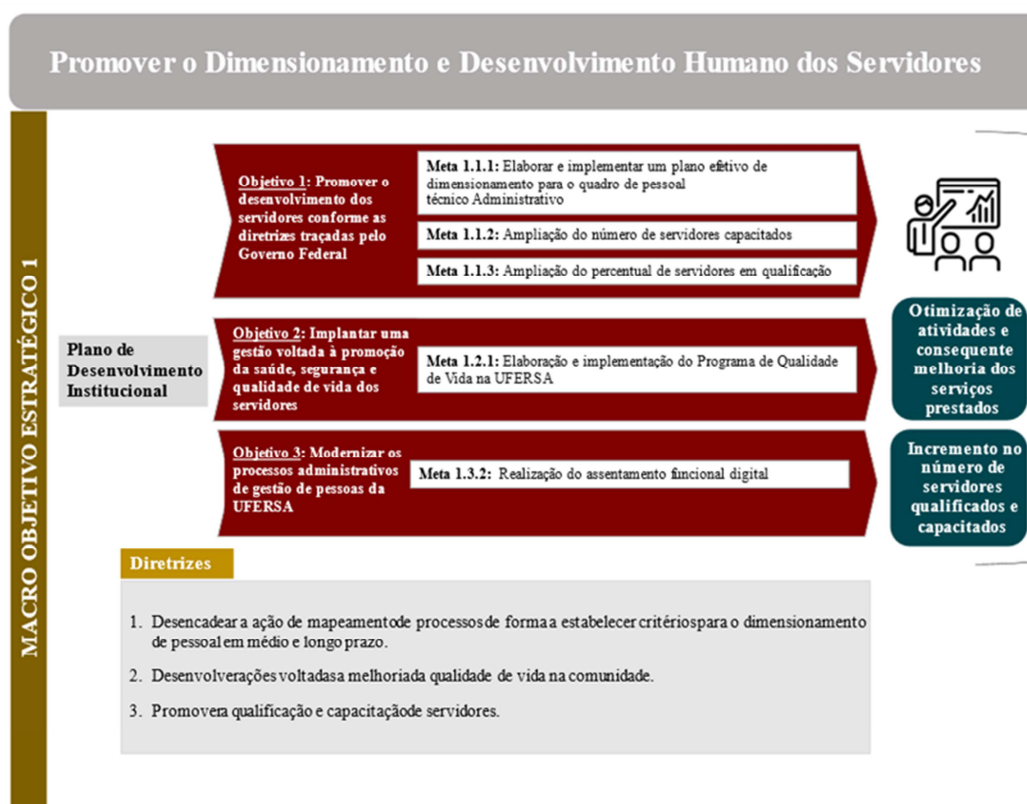 Promover o Dimensionamento e Desenvolvimento Humano dos Servidores
MACRO OBJETIVO ESTRATÉGICO 1
Plano de
Desenvolvimento
Institucional
Objetivo 1: Promover o
desenvolvimento dos
servidores conforme as
diretrizes traçadas pelo
Governo Federal
Meta 1.1.1: Elaborar e implementar um plano efetivo de
dimensionamento para o quadro de pessoal
técnico Administrativo
Meta 1.1.2: Ampliação do número de servidores capacitados
Meta 1.1.3: Ampliação do percentual de servidores em qualificação
Objetivo 2: Implantar uma
gestão voltada à promoção
da saúde, segurança e
qualidade de vida dos
servidores
Meta 1.2.1: Elaboração e implementação do Programa de Qualidade
de Vida na UFERSA
Objetivo 3: Modernizar os
processos administrativos
de gestão de pessoas da
UFERSA
Meta 1.3.2: Realização do assentamento funcional digital
Otimização de
atividades e
consequente
melhoria dos
serviços
prestados
Incremento no
número de
servidores
qualificados e
capacitados
Diretrizes
1. Desencadear a ação de mapeamentode processos de forma a estabelecer critériospara o dimensionamento
de pessoal em médio e longo prazo.
2. Desenvolverações voltadasa melhoriada qualidade de vida na comunidade.
3. Promovera qualificação e capacitaçãode servidores.